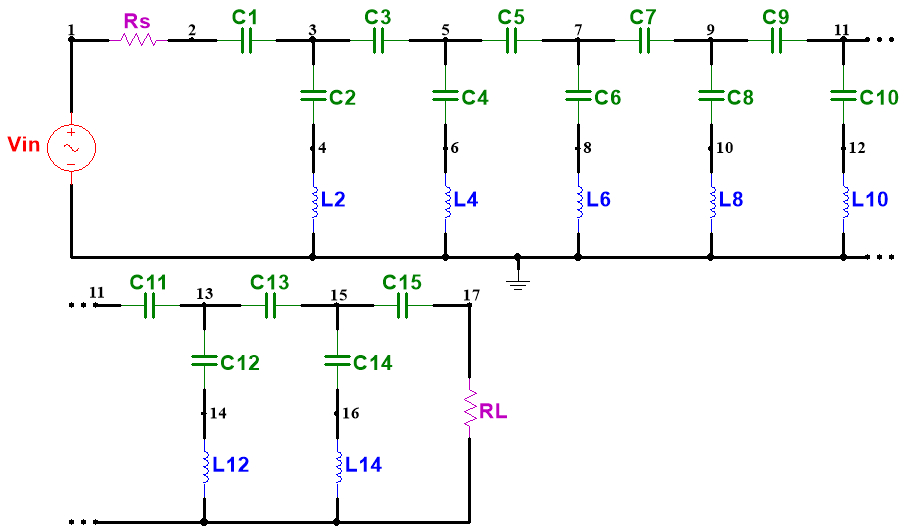 C1 C3 C5 C7 C9
Rs
1 2 3 5 7 9 11
C2 C4 C6 C8 C10
Vin
4 6 8 10 12
L2 L4 L6 L8 L10
C11 C13 C15
11 13 15 17
C12 C14
14 16 RL
L12 L14